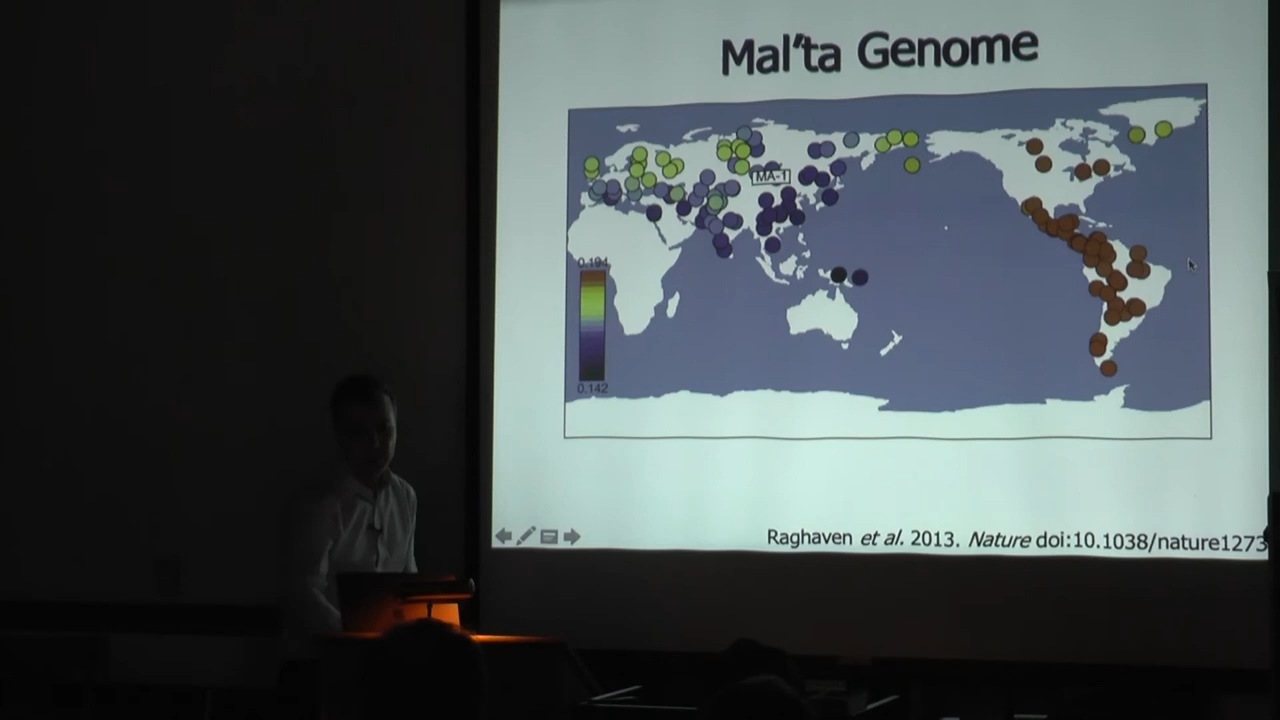 Mal'ta Genome
MA-1
0.194
0.142
Raghaven et al. 2013. Nature doi:10.1038/nature1273